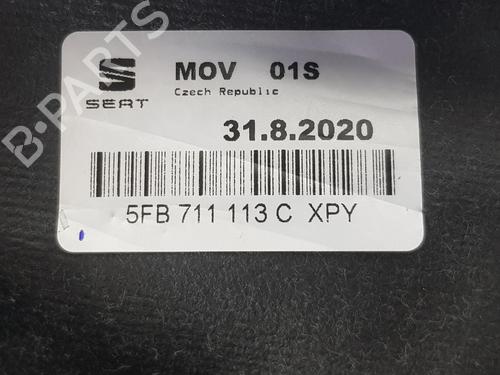 B-PARTS
SEAT
MOV 01S
Czech Republic
31.8.2020
5FB 711 113 C XPY